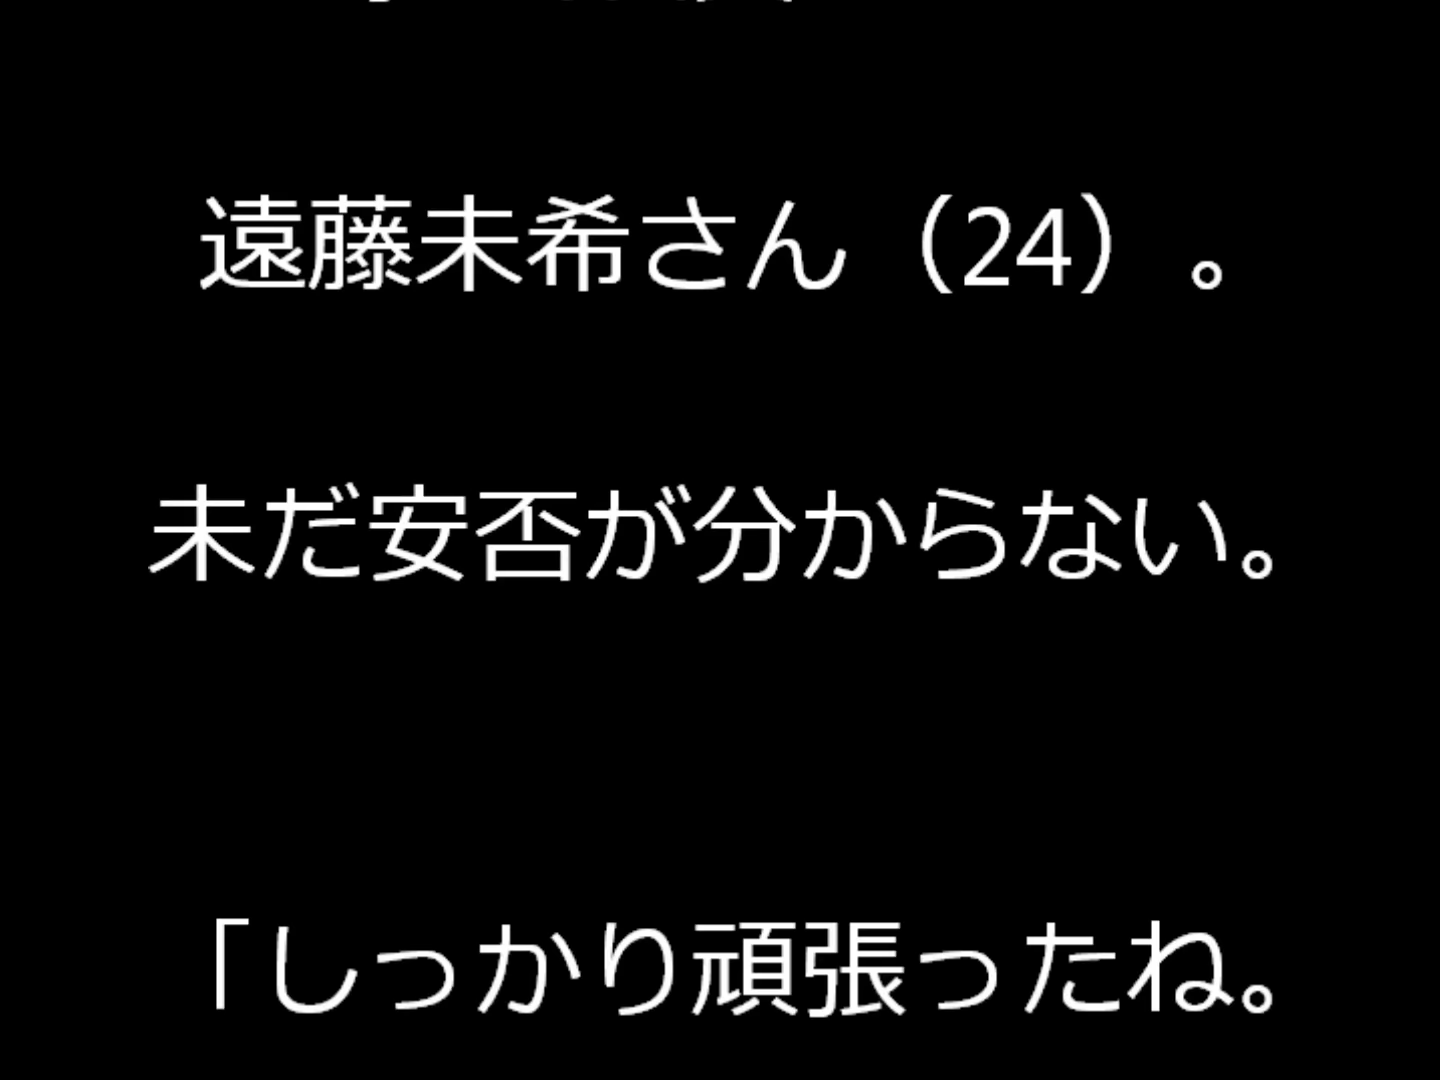 遠藤未希さん（24）。
未だ安否が分からない。
「しっかり頑張ったね。